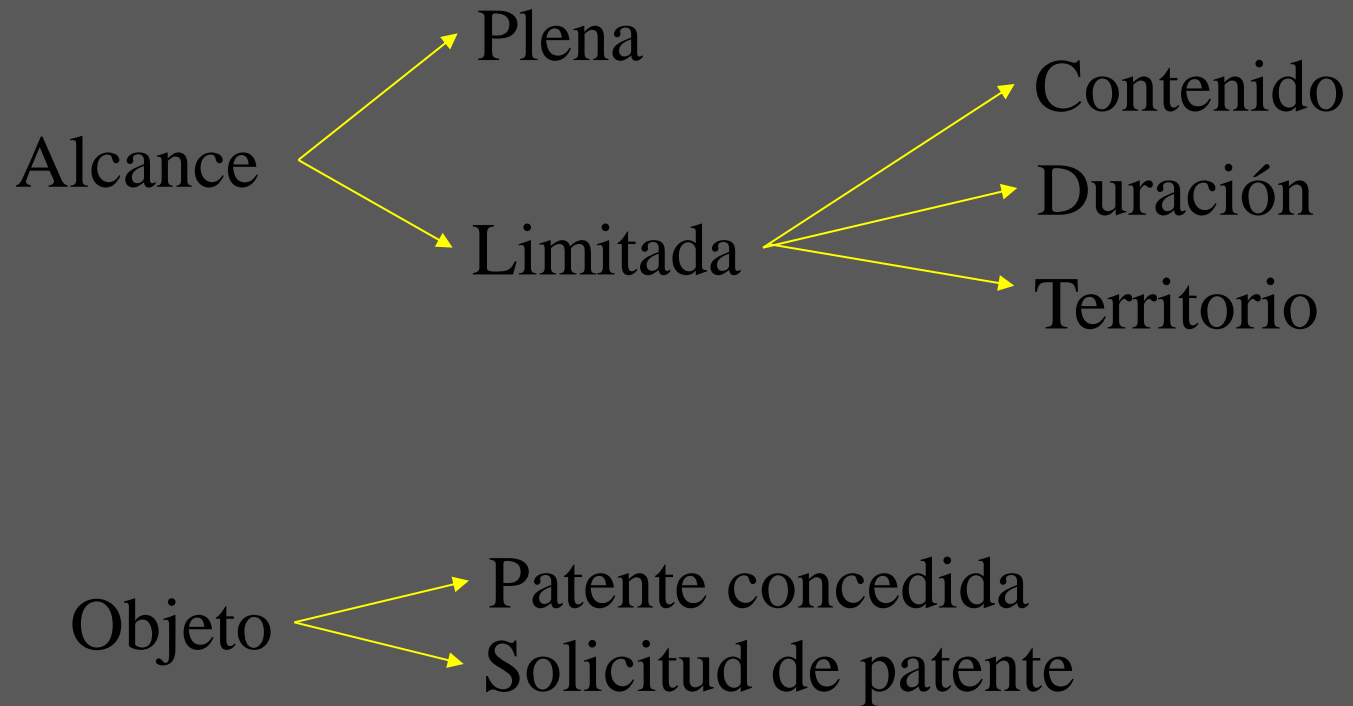 Plena
Contenido
Alcance
Duración
Limitada
Territorio
Patente concedida
Objeto
Solicitud de patente